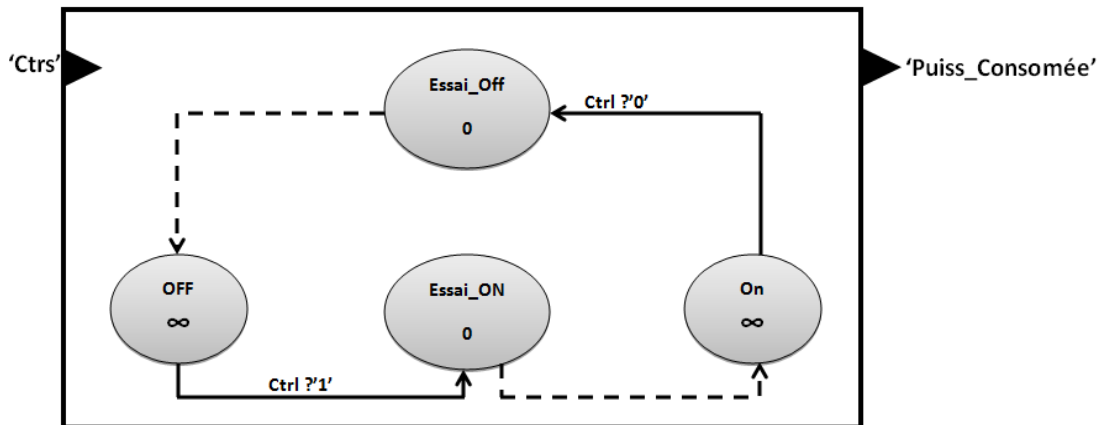 ‘Ctrs’
‘Puiss_Consomée’
Essai_Off
0
Ctrl ?’0’
OFF
∞
Essai_ON
0
On
∞
Ctrl ?’1’